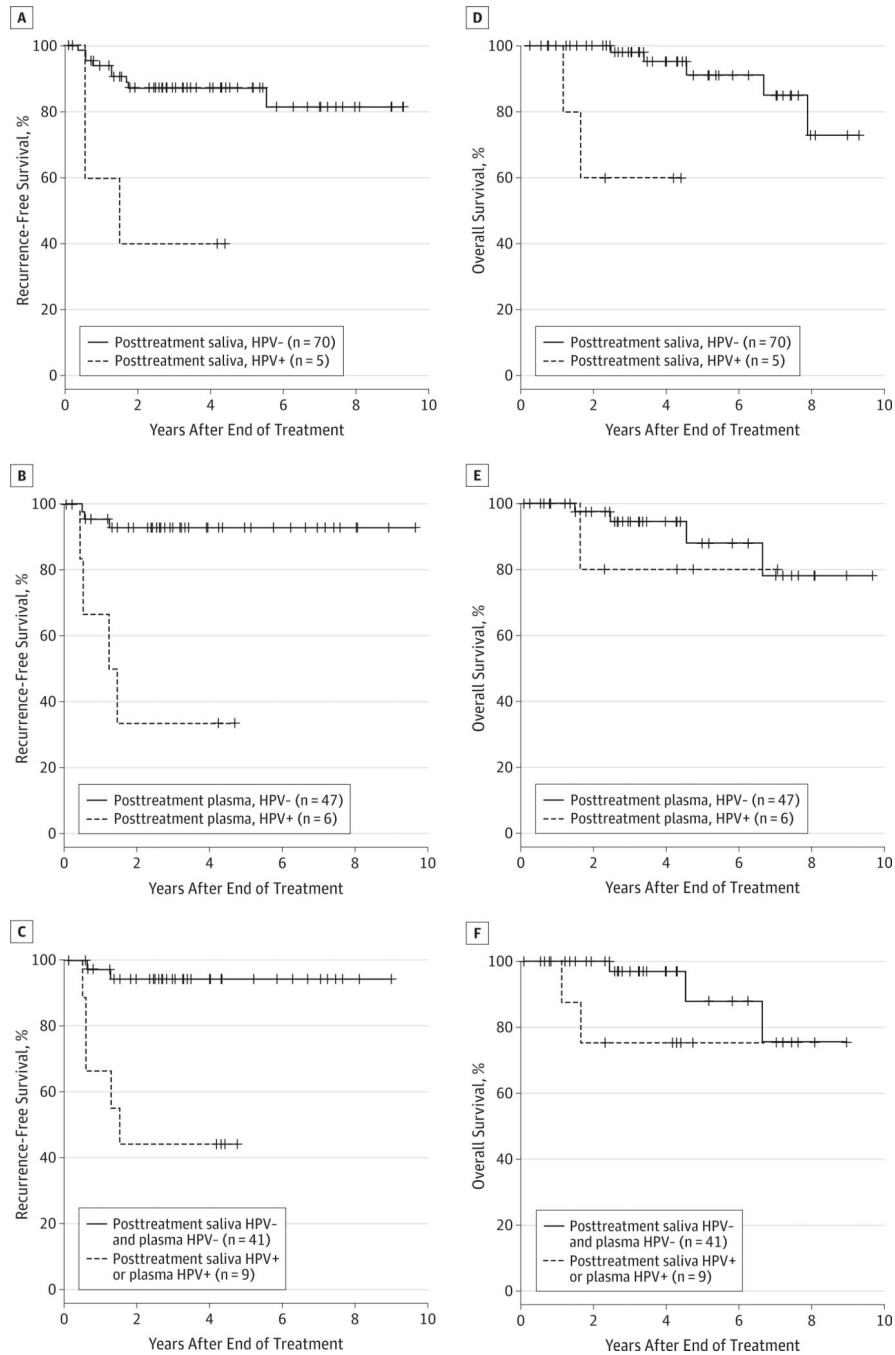 A
Recurrence-Free Survival, %
100
80
60
40
20
0
Posttreatment saliva, HPV- (n = 70)
Posttreatment saliva, HPV+ (n = 5)
0 2 4 6 8 10
Years After End of Treatment
D
Overall Survival, %
100
80
60
40
20
0
Posttreatment saliva, HPV- (n = 70)
Posttreatment saliva, HPV+ (n = 5)
0 2 4 6 8 10
Years After End of Treatment
B
Recurrence-Free Survival, %
100
80
60
40
20
0
Posttreatment plasma, HPV- (n = 47)
Posttreatment plasma, HPV+ (n = 6)
0 2 4 6 8 10
Years After End of Treatment
E
Overall Survival, %
100
80
60
40
20
0
Posttreatment plasma, HPV- (n = 47)
Posttreatment plasma, HPV+ (n = 6)
0 2 4 6 8 10
Years After End of Treatment
C
Recurrence-Free Survival, %
100
80
60
40
20
0
Posttreatment saliva HPV-
and plasma HPV- (n = 41)
Posttreatment saliva HPV+
or plasma HPV+ (n = 9)
0 2 4 6 8 10
Years After End of Treatment
F
Overall Survival, %
100
80
60
40
20
0
Posttreatment saliva HPV-
and plasma HPV- (n = 41)
Posttreatment saliva HPV+
or plasma HPV+ (n = 9)
0 2 4 6 8 10
Years After End of Treatment